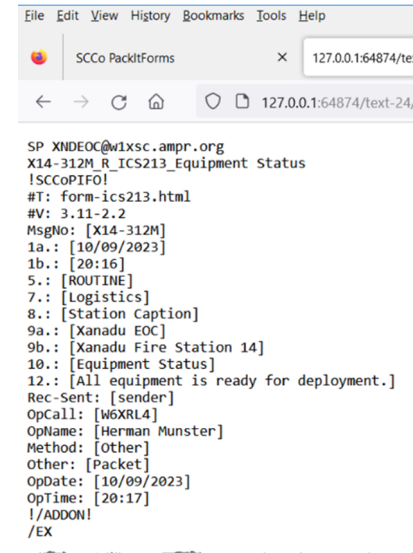 File Edit View History Bookmarks Tools Help
SCCo PackItForms
127.0.0.1:64874/te
127.0.0.1:64874/text-24/
SP XNDEOC@w1xsc.ampr.org
X14-312M_R_ICS213_Equipment Status
!SCCoPIFO!
#T: form-ics213.html
#V: 3.11-2.2
MsgNo: [X14-312M]
1a.: [10/09/2023]
1b.: [20:16]
5.: [ROUTINE]
7.: [Logistics]
8.: [Station Caption]
9a.: [Xanadu EOC]
9b.: [Xanadu Fire Station 14]
10.: [Equipment Status]
12.: [All equipment is ready for deployment.]
Rec-Sent: [sender]
OpCall: [W6XRL4]
OpName: [Herman Munster]
Method: [Other]
Other: [Packet]
OpDate: [10/09/2023]
OpTime: [20:17]
!/ADDON!
/EX